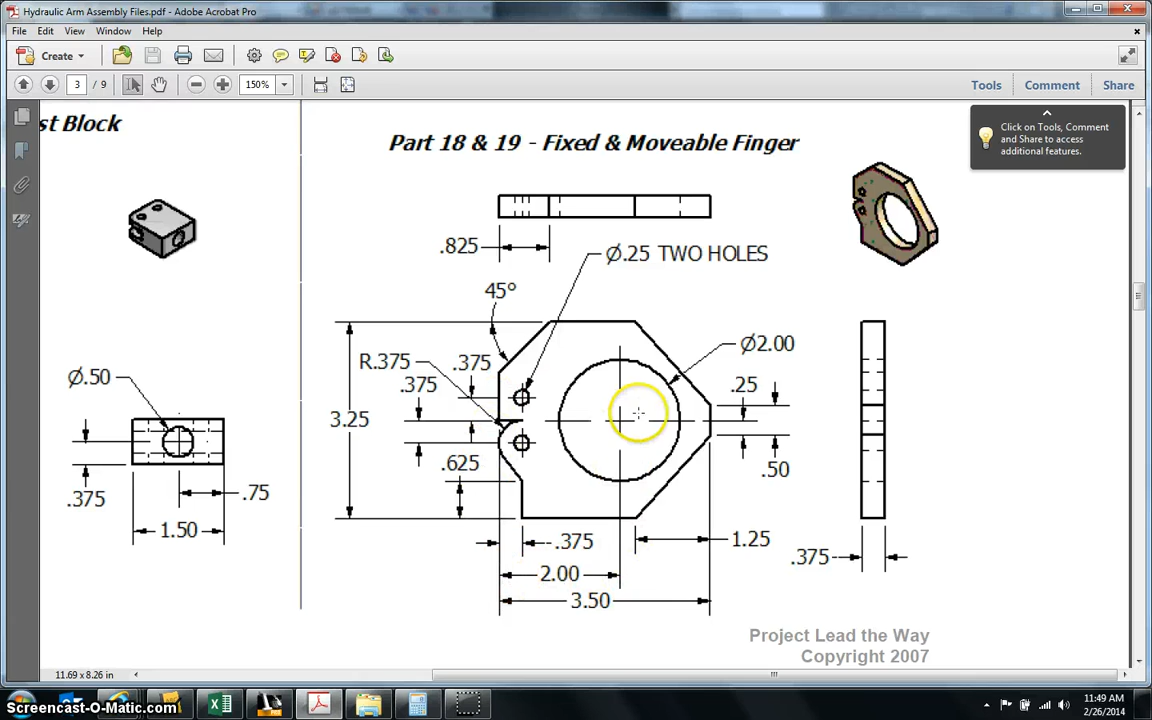 Hydraulic Arm Assembly Files.pdf - Adobe Acrobat Pro
File Edit View Window Help
Create
3 / 9
150%
Tools Comment Share
Click on Tools, Comment
and Share to access
additional features.
st Block
Part 18 & 19 - Fixed & Moveable Finger
.825
Ø.25 TWO HOLES
45°
R.375
.375
.375
Ø2.00
.25
Ø.50
3.25
.625
.50
.375
.75
1.50
.375
1.25
.375
2.00
3.50
Project Lead the Way
Copyright 2007
11.69 x 8.26 in
Screencast-O-Matic.com
11:49 AM
2/26/2014